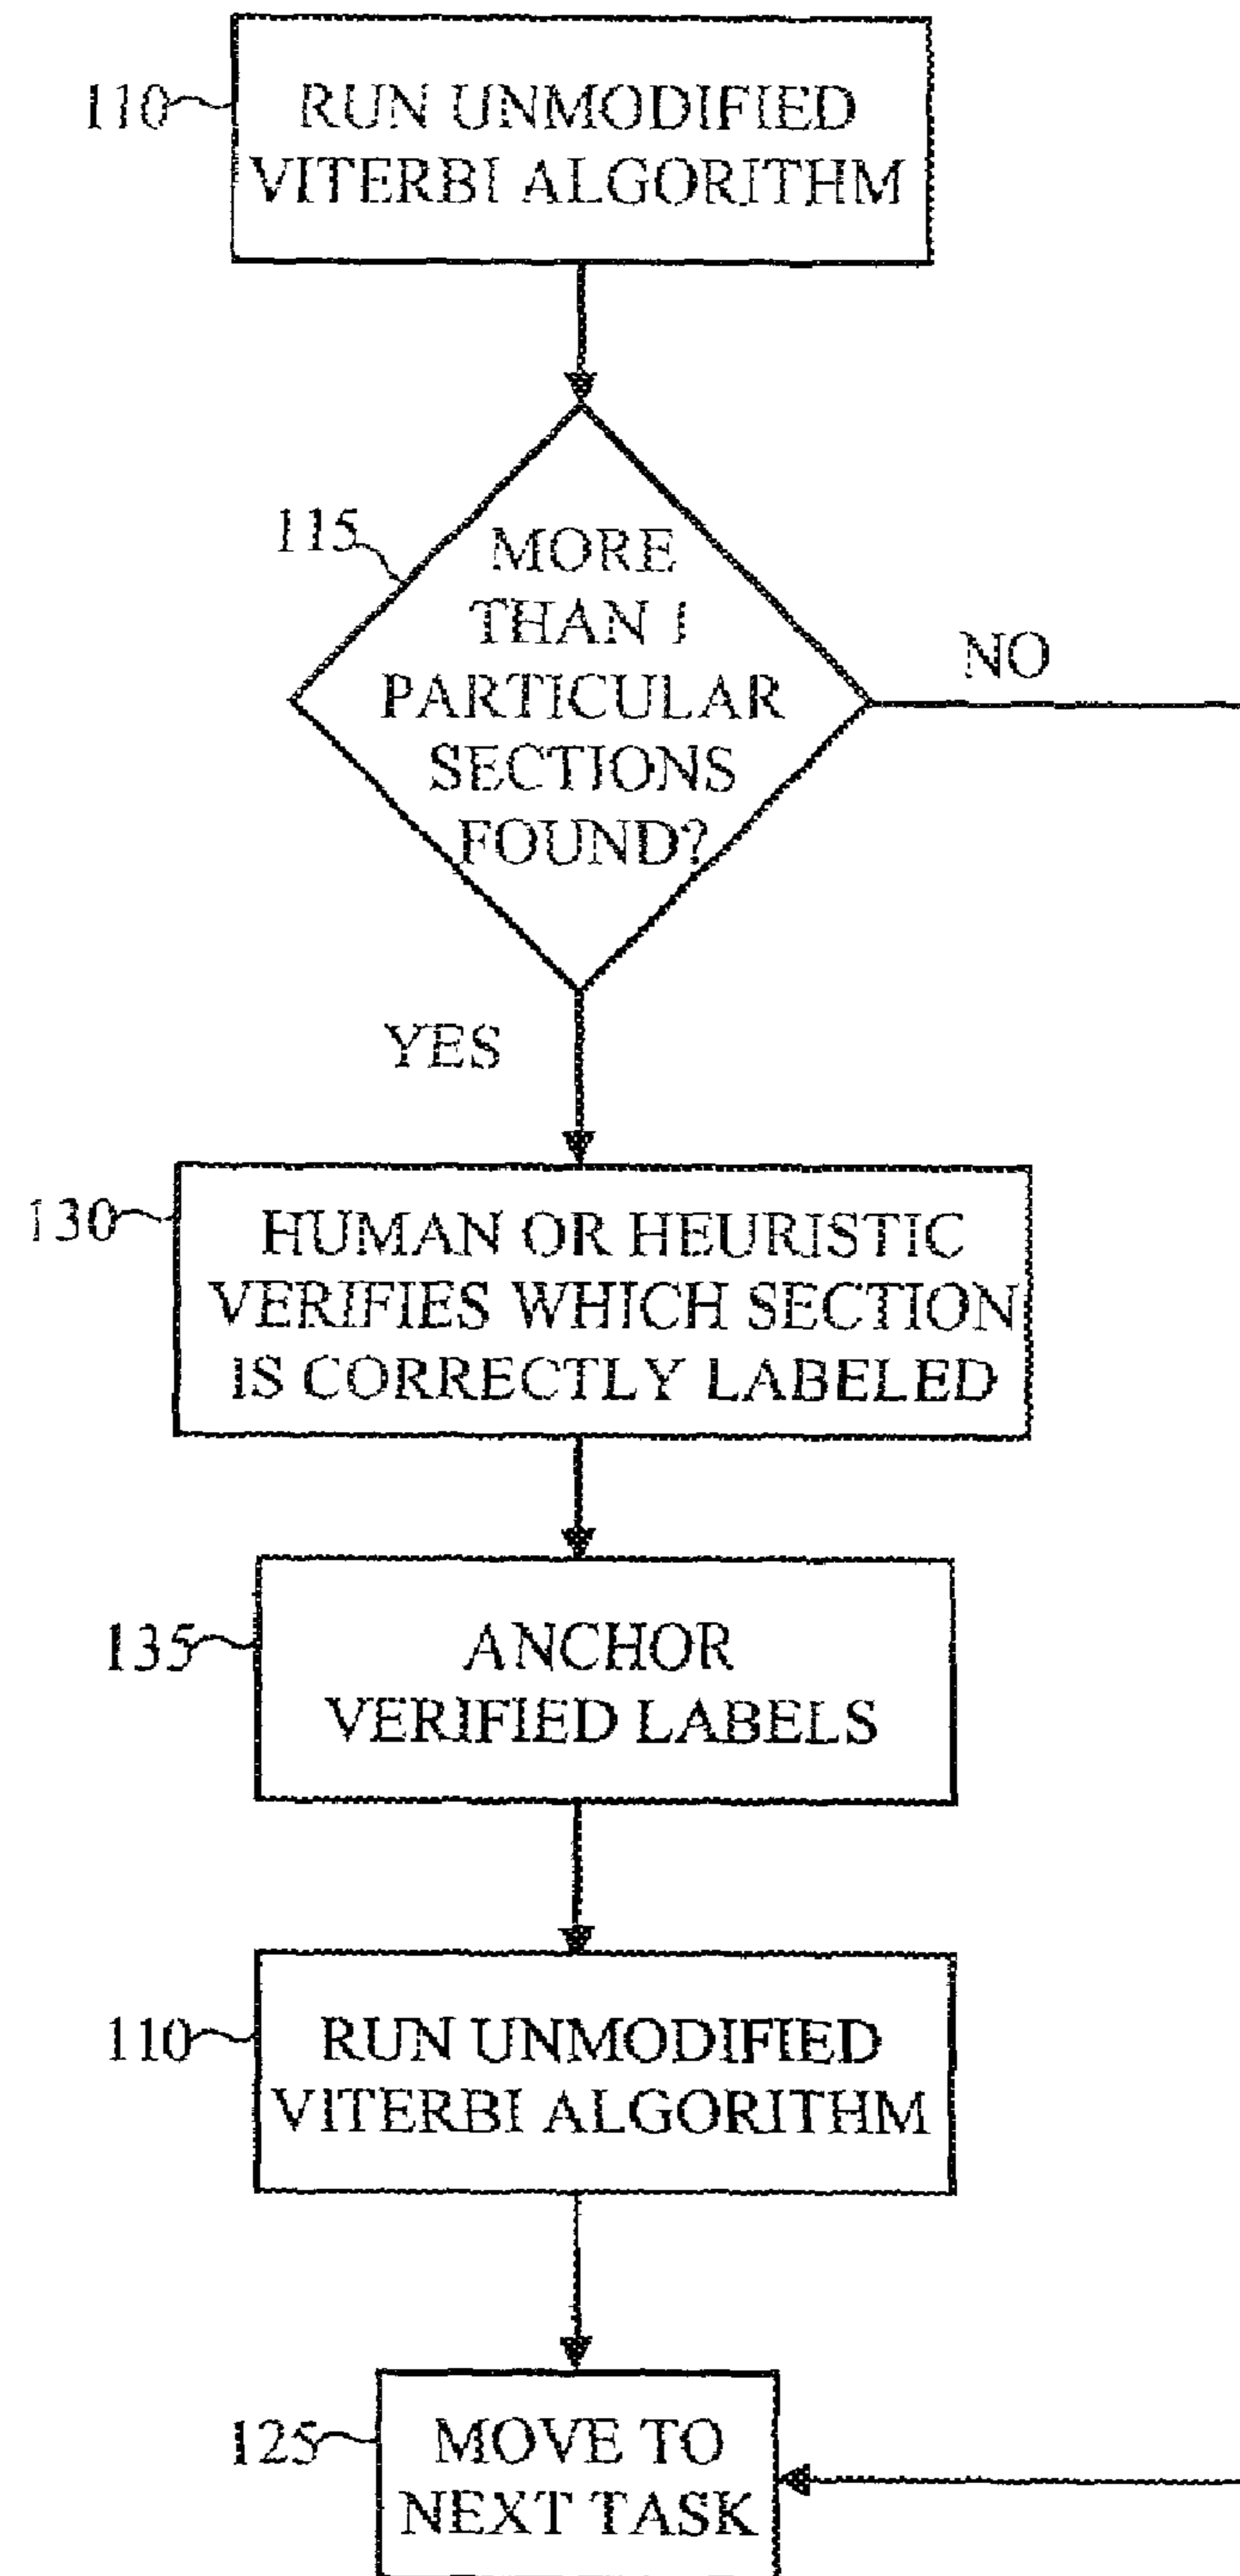 110
RUN UNMODIFIED
VITERBI ALGORITHM
115
MORE
THAN 1
PARTICULAR
SECTIONS
FOUND?
NO
YES
130
HUMAN OR HEURISTIC
VERIFIES WHICH SECTION
IS CORRECTLY LABELED
135
ANCHOR
VERIFIED LABELS
110
RUN UNMODIFIED
VITERBI ALGORITHM
125
MOVE TO
NEXT TASK